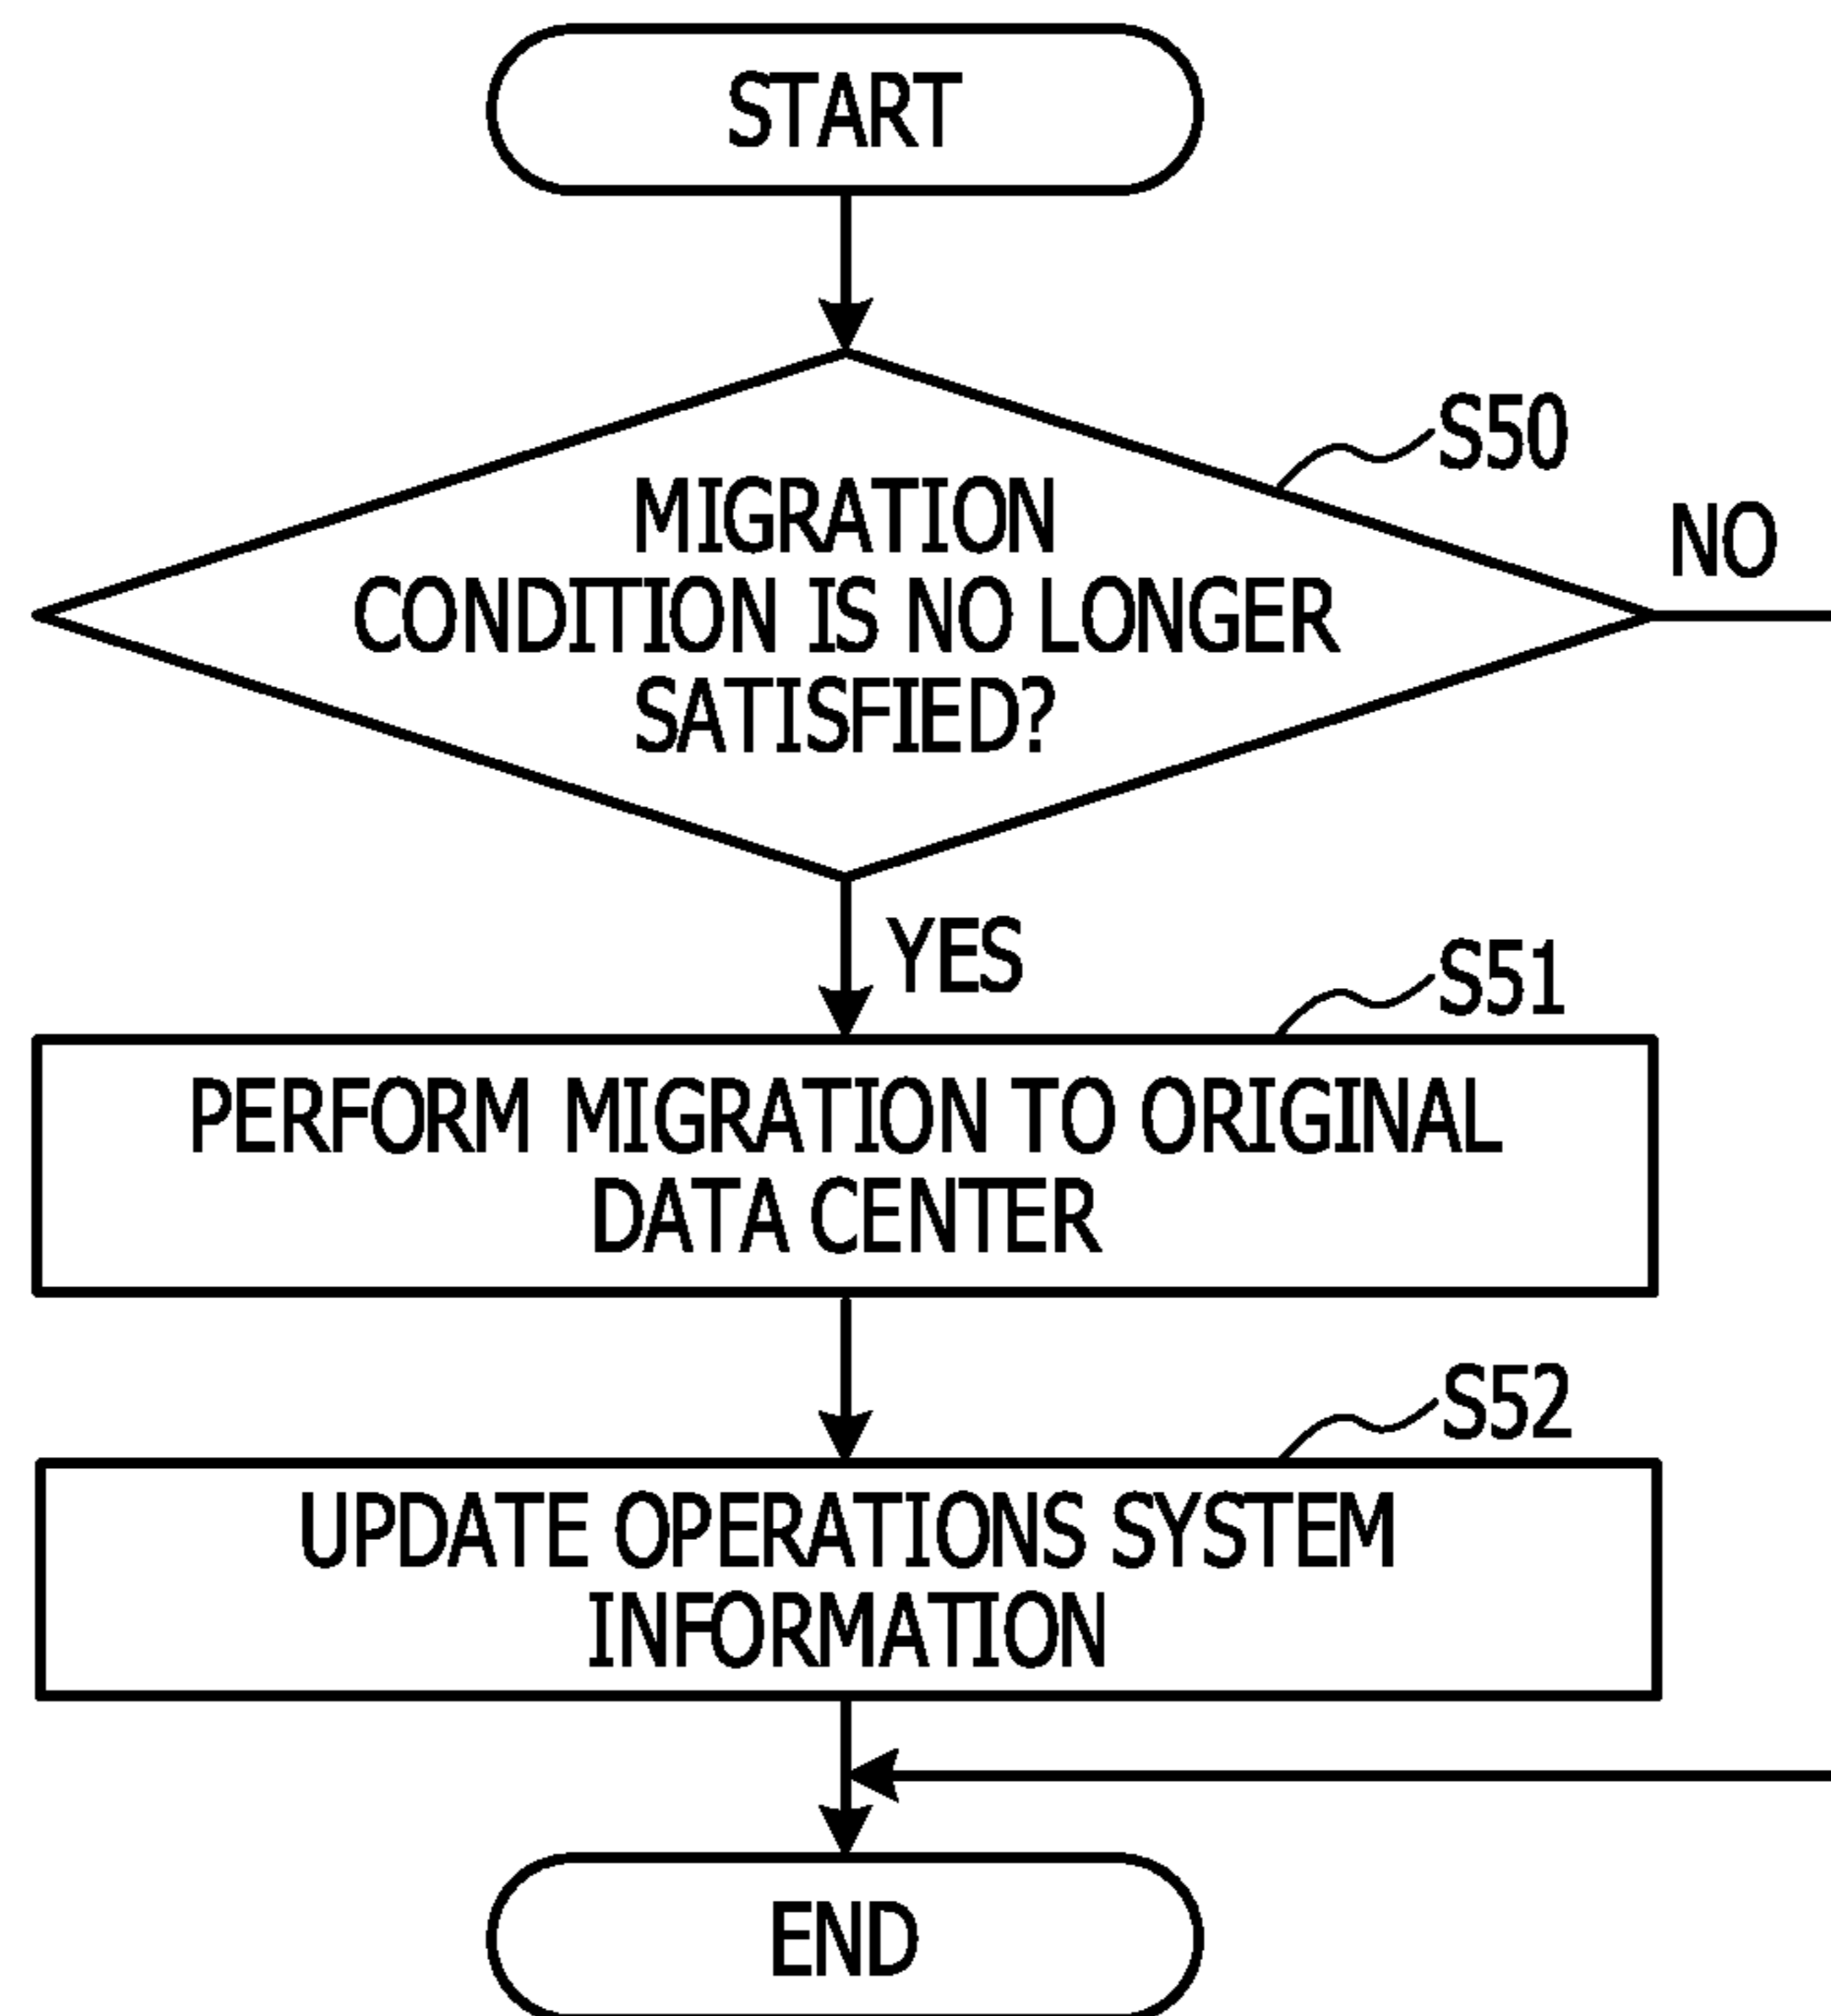 START
S50
MIGRATION
CONDITION IS NO LONGER
SATISFIED?
NO
YES
S51
PERFORM MIGRATION TO ORIGINAL
DATA CENTER
S52
UPDATE OPERATIONS SYSTEM
INFORMATION
END